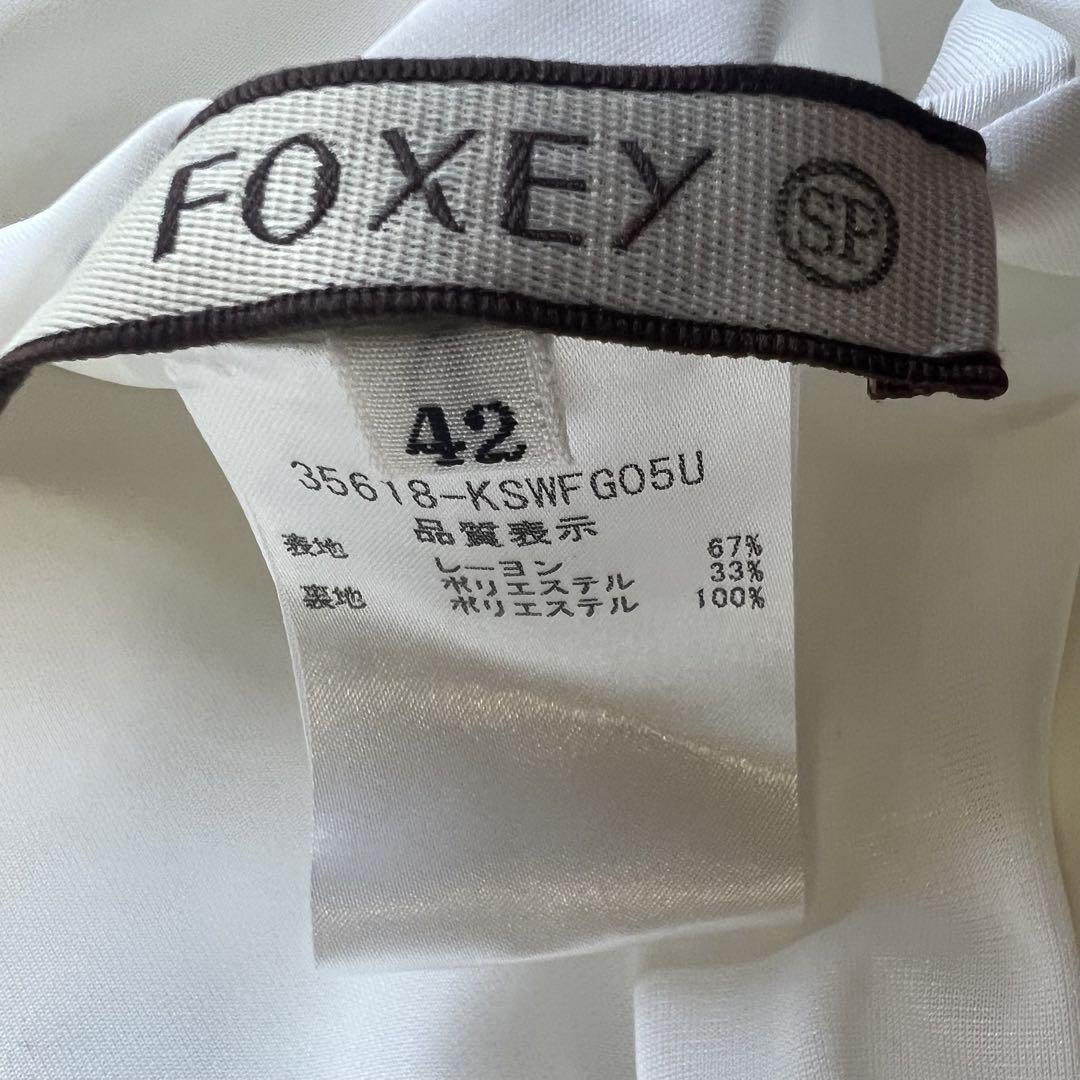 FOXEY SP
42
35618-KSWFG05U
品質表示
表地 レーヨン 67%
ポリエステル 33%
裏地 ポリエステル 100%